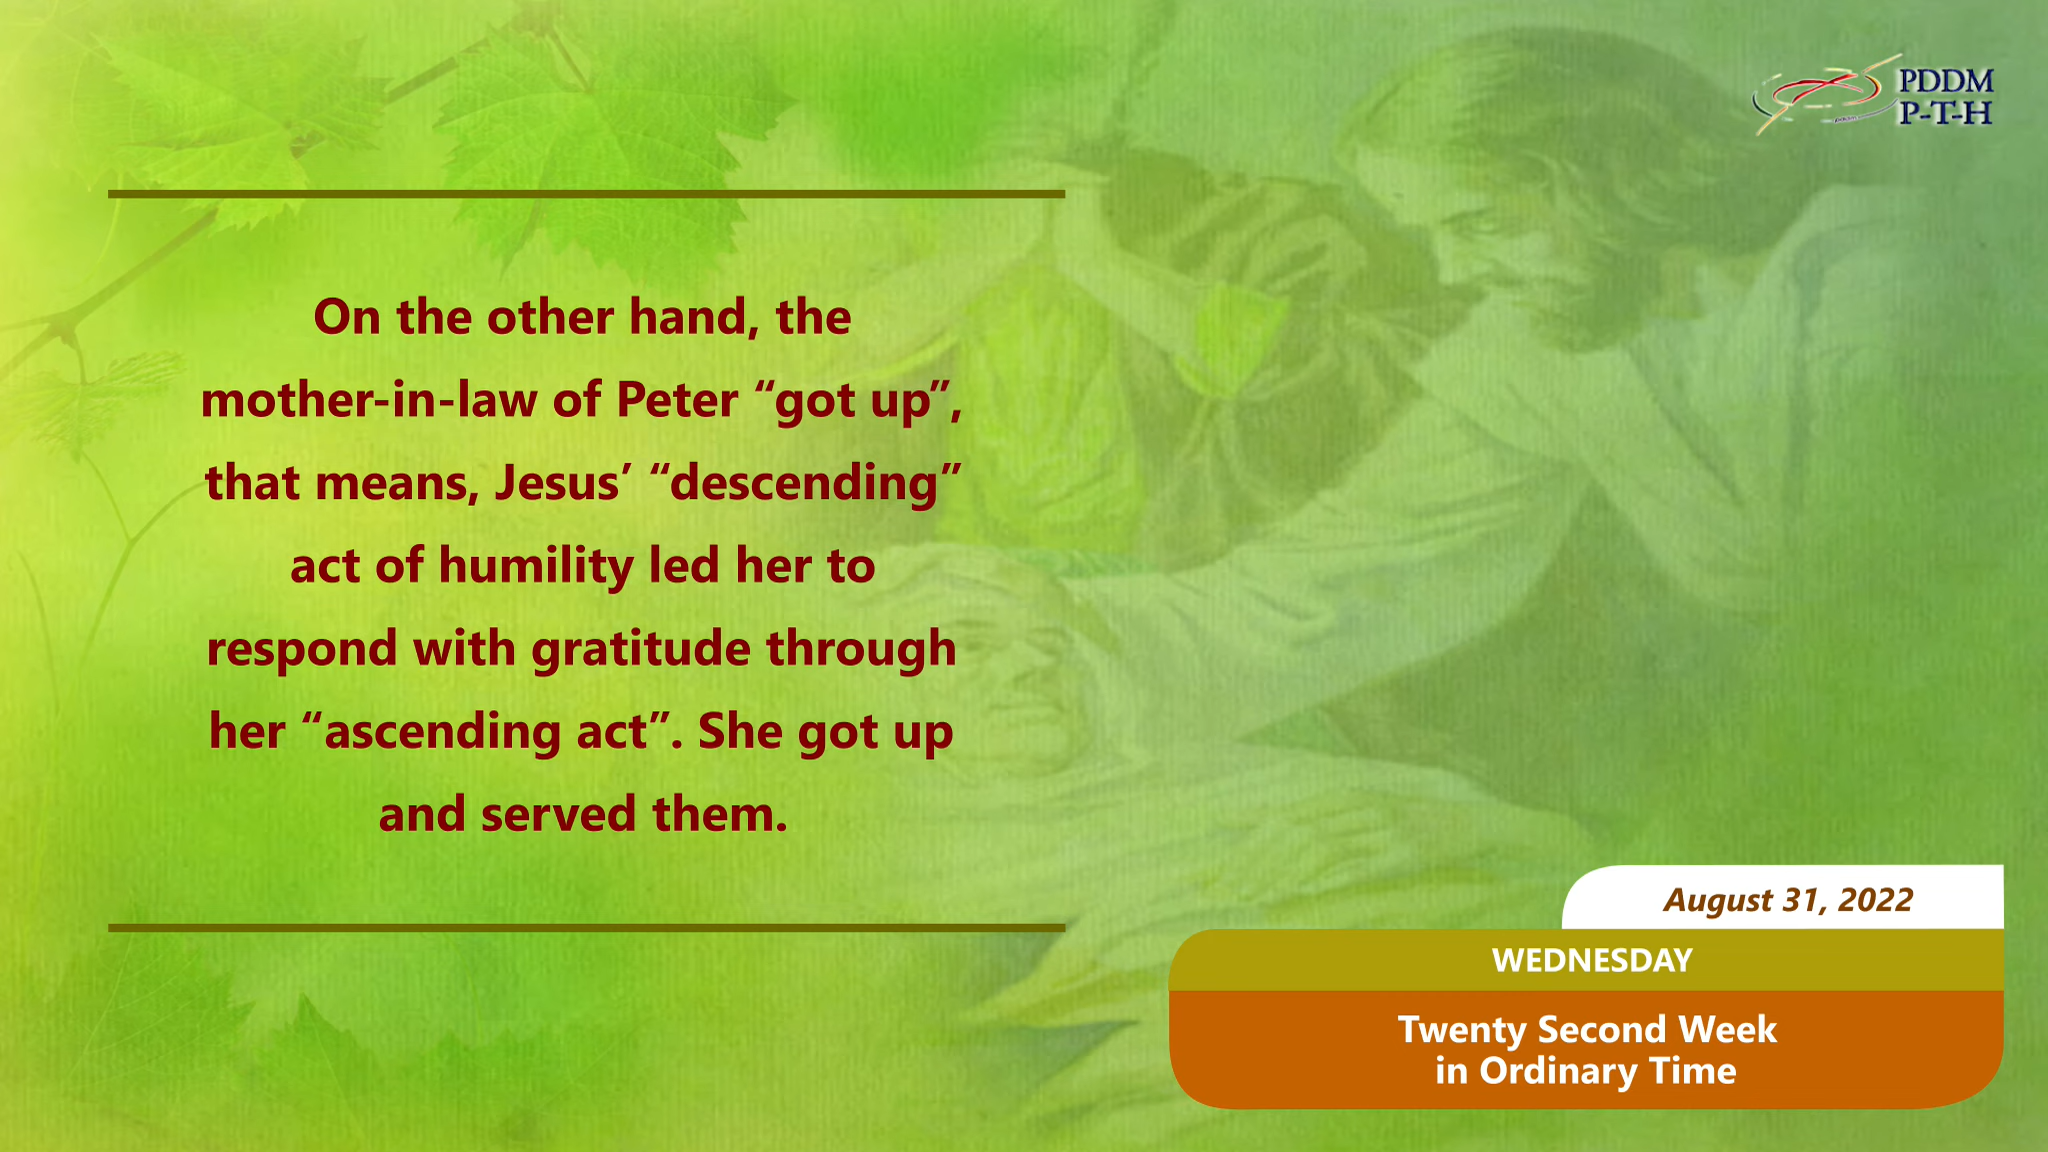 PDDM
P-T-H
On the other hand, the
mother-in-law of Peter “got up”,
that means, Jesus’ “descending”
act of humility led her to
respond with gratitude through
her “ascending act”. She got up
and served them.
August 31, 2022
WEDNESDAY
Twenty Second Week
in Ordinary Time